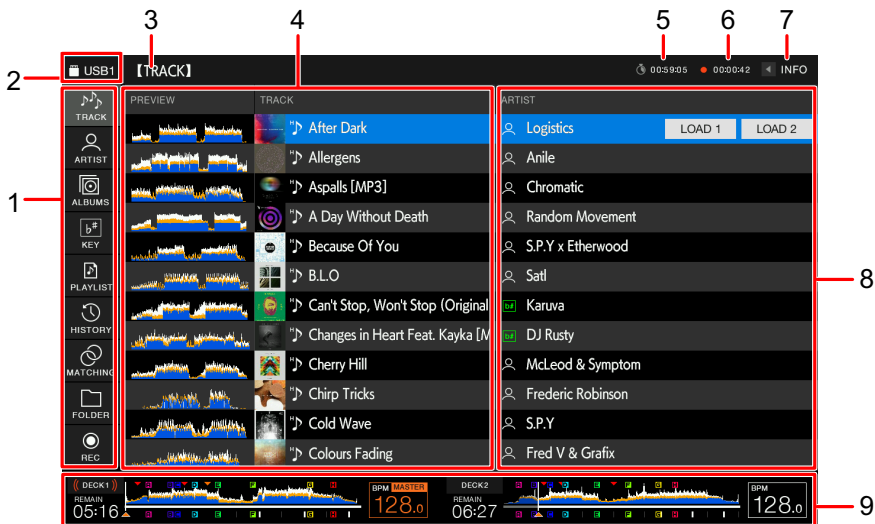 3 4 5 6 7
2 USB1 【TRACK】 00:59:05 00:00:42 INFO
PREVIEW TRACK ARTIST
TRACK
After Dark Logistics LOAD 1 LOAD 2
ARTIST
Allergens Anile
Aspalls [MP3] Chromatic
ALBUMS
1
A Day Without Death Random Movement
KEY
Because Of You S.P.Y x Etherwood
PLAYLIST
B.L.O Satl
8
Can't Stop, Won't Stop (Original Karuva
HISTORY
Changes in Heart Feat. Kayka [M DJ Rusty
MATCHING
Cherry Hill McLeod & Symptom
Chirp Tricks Frederic Robinson
FOLDER
Cold Wave S.P.Y
REC
Colours Fading Fred V & Grafix
DECK1 BPM MASTER DECK2 BPM
REMAIN REMAIN
05:16 128.0 06:27 128.0
9